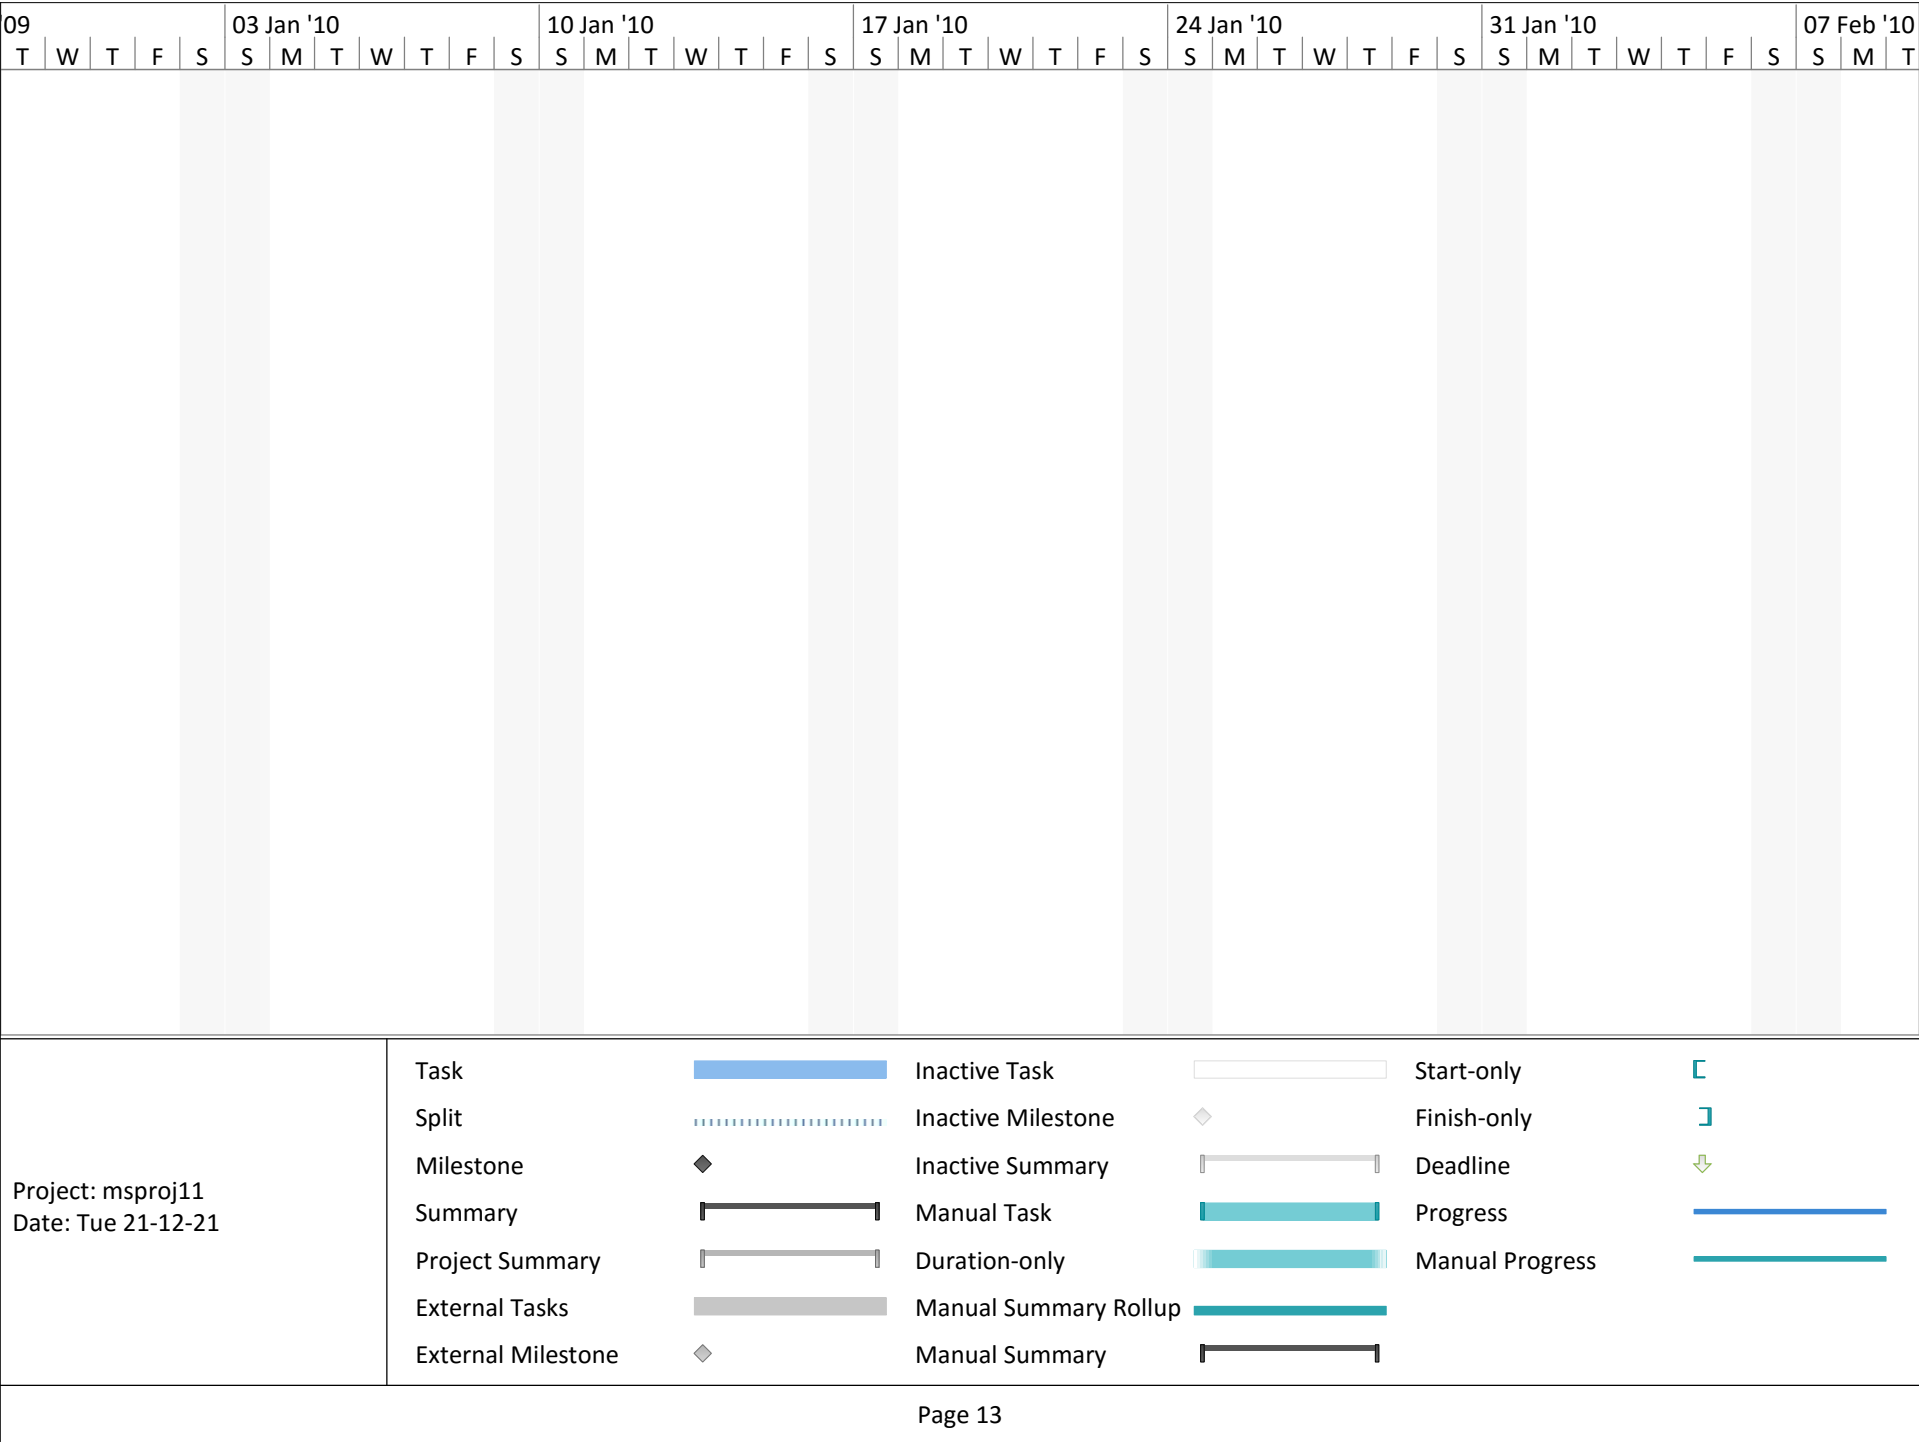 '09 03 Jan '10 10 Jan '10 17 Jan '10 24 Jan '10 31 Jan '10 07 Feb '10
T W T F S S M T W T F S S M T W T F S S M T W T F S S M T W T F S S M T W T F S S M T
Task Inactive Task Start-only
Split Inactive Milestone Finish-only
Milestone Inactive Summary Deadline
Project: msproj11
Date: Tue 21-12-21
Summary Manual Task Progress
Project Summary Duration-only Manual Progress
External Tasks Manual Summary Rollup
External Milestone Manual Summary
Page 13